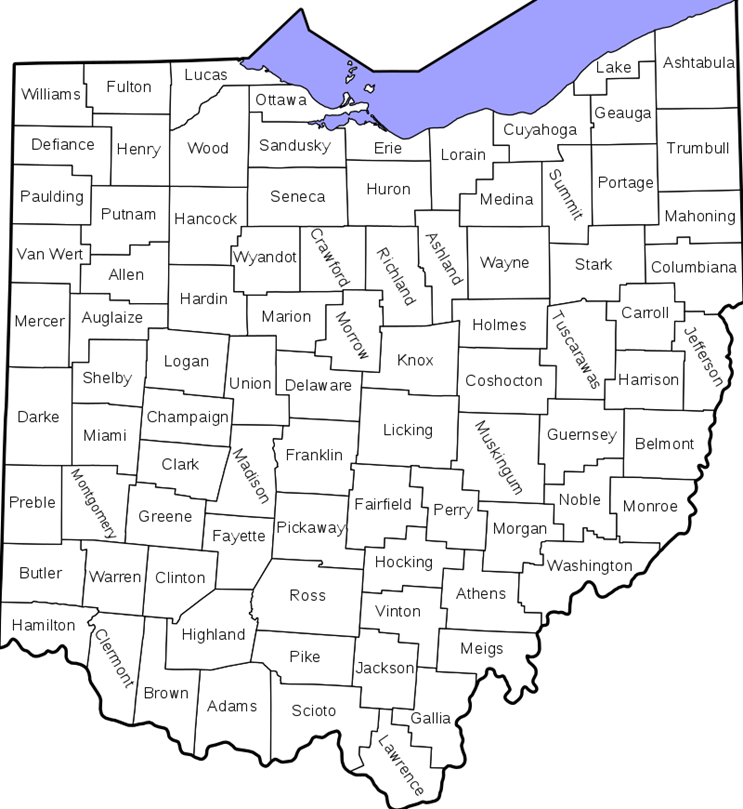 Lake
Ashtabula
Lucas
Fulton
Williams
Ottawa
Geauga
Cuyahoga
Defiance
Henry
Wood
Sandusky
Erie
Lorain
Trumbull
Portage
Summit
Medina
Huron
Seneca
Paulding
Putnam
Hancock
Mahoning
Van Wert
Allen
Wyandot
Crawford
Richland
Ashland
Wayne
Stark
Columbiana
Hardin
Mercer
Auglaize
Marion
Morrow
Holmes
Tuscarawas
Carroll
Jefferson
Knox
Logan
Shelby
Union
Delaware
Coshocton
Harrison
Darke
Champaign
Miami
Licking
Muskingum
Guernsey
Belmont
Clark
Madison
Franklin
Preble
Montgomery
Greene
Fayette
Pickaway
Fairfield
Perry
Morgan
Noble
Monroe
Butler
Warren
Clinton
Hocking
Washington
Ross
Athens
Vinton
Hamilton
Clermont
Highland
Pike
Jackson
Meigs
Brown
Adams
Scioto
Gallia
Lawrence